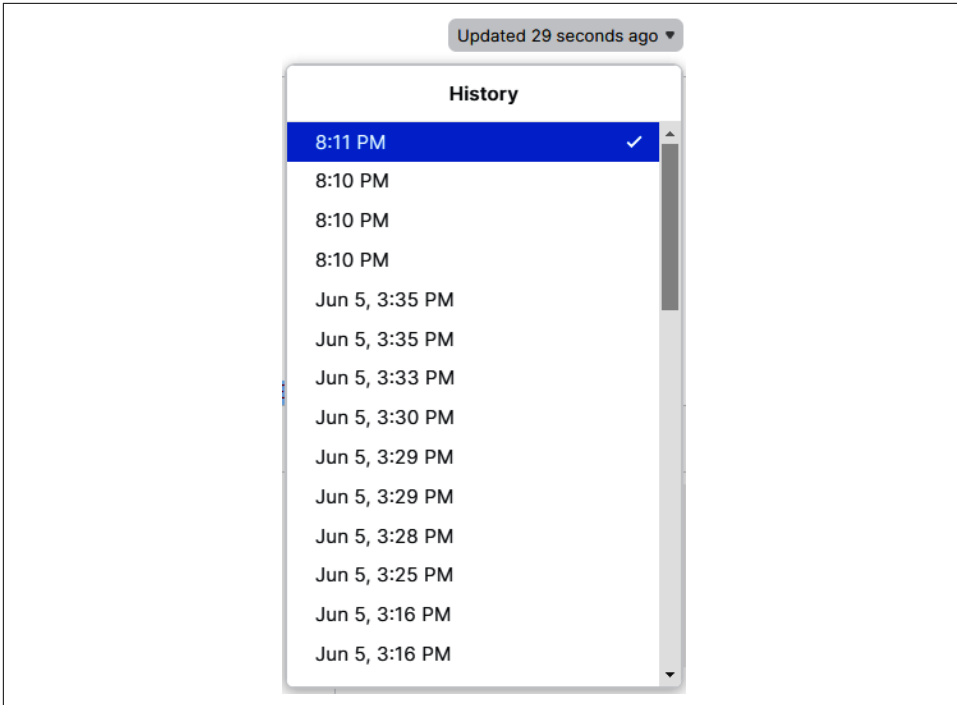 Updated 29 seconds ago
History
8:11 PM
8:10 PM
8:10 PM
8:10 PM
Jun 5, 3:35 PM
Jun 5, 3:35 PM
Jun 5, 3:33 PM
Jun 5, 3:30 PM
Jun 5, 3:29 PM
Jun 5, 3:29 PM
Jun 5, 3:28 PM
Jun 5, 3:25 PM
Jun 5, 3:16 PM
Jun 5, 3:16 PM